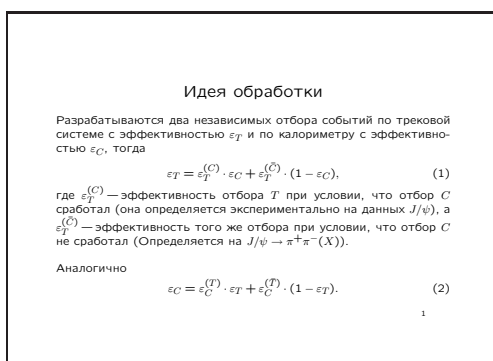 Идея обработки
Разрабатываются два независимых отбора событий по трековой
системе с эффективностью ε_T и по калориметру с эффективно-
стью ε_C, тогда
ε_T = ε_T^(C) · ε_C + ε_T^(C̄) · (1 − ε_C), (1)
где ε_T^(C) — эффективность отбора T при условии, что отбор C
сработал (она определяется экспериментально на данных J/ψ), а
ε_T^(C̄) — эффективность того же отбора при условии, что отбор C
не сработал (Определяется на J/ψ → π⁺π⁻(X)).
Аналогично
ε_C = ε_C^(T) · ε_T + ε_C^(T̄) · (1 − ε_T). (2)
1